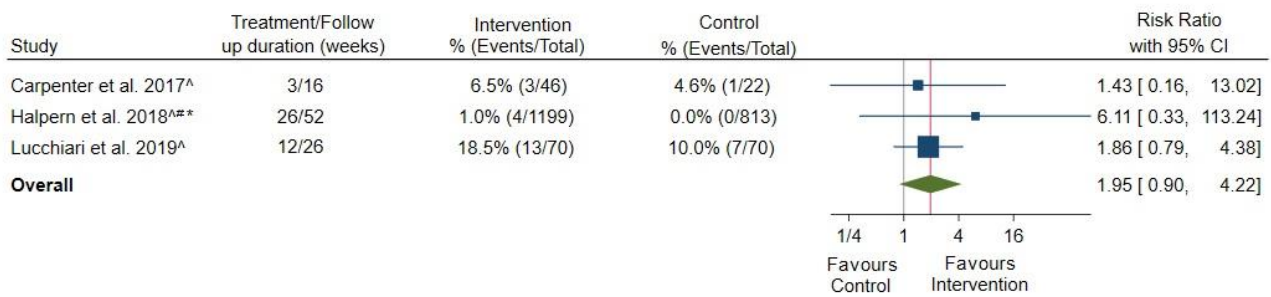 Study Treatment/Follow up duration (weeks) Intervention % (Events/Total) Control % (Events/Total) Risk Ratio with 95% CI
Carpenter et al. 2017^ 3/16 6.5% (3/46) 4.6% (1/22) 1.43 [ 0.16, 13.02]
Halpern et al. 2018^#* 26/52 1.0% (4/1199) 0.0% (0/813) 6.11 [ 0.33, 113.24]
Lucchiari et al. 2019^ 12/26 18.5% (13/70) 10.0% (7/70) 1.86 [ 0.79, 4.38]
Overall 1.95 [ 0.90, 4.22]
1/4 1 4 16
Favours Control Favours Intervention